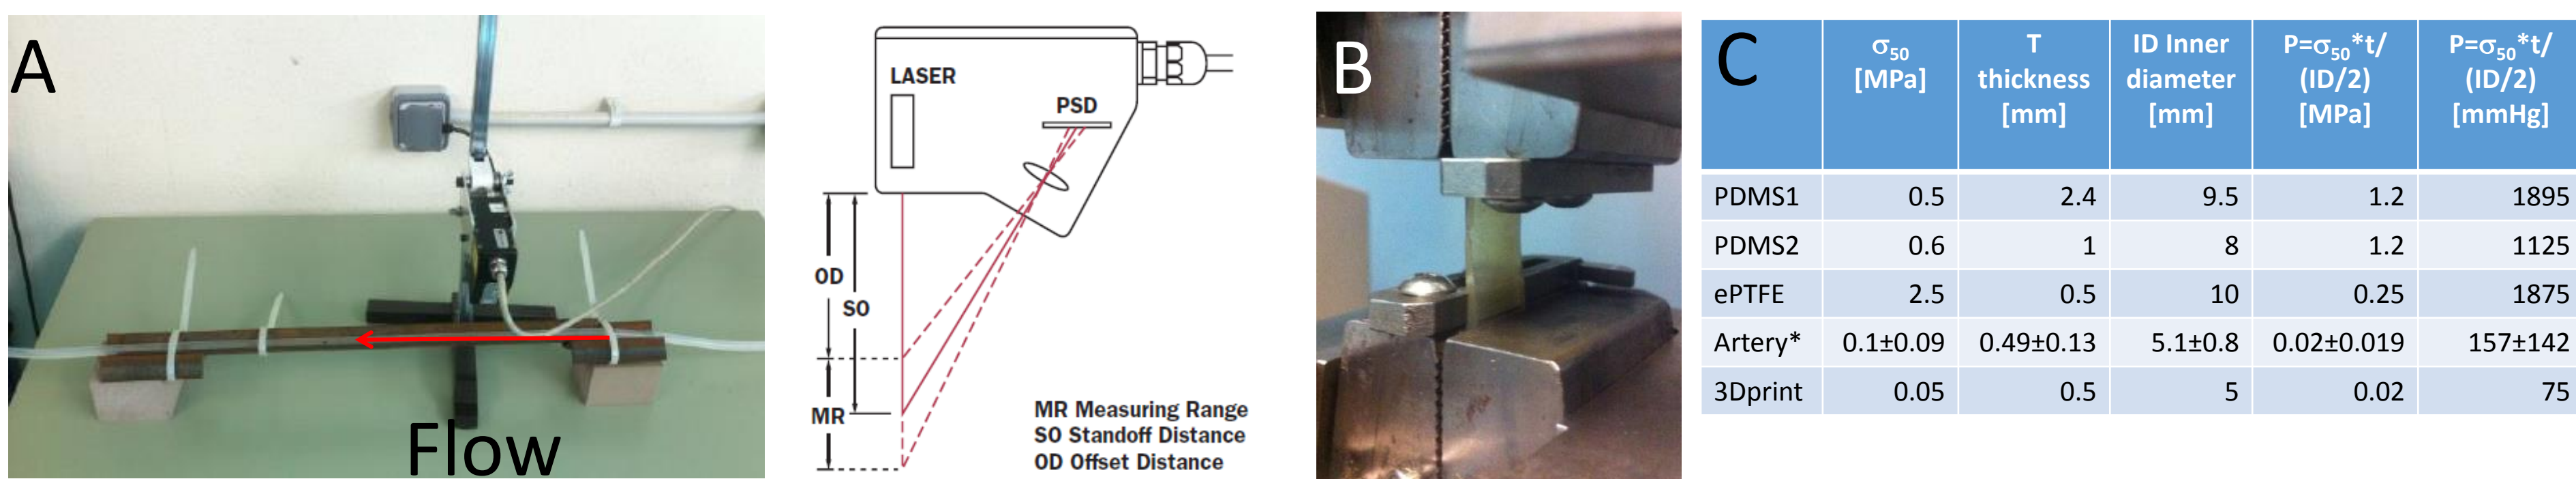 A
Flow
LASER
PSD
OD
SO
MR
MR Measuring Range
SO Standoff Distance
OD Offset Distance
B
C
σ50 [MPa] T thickness [mm] ID Inner diameter [mm] P=σ50*t/(ID/2) [MPa] P=σ50*t/(ID/2) [mmHg]
PDMS1 0.5 2.4 9.5 1.2 1895
PDMS2 0.6 1 8 1.2 1125
ePTFE 2.5 0.5 10 0.25 1875
Artery* 0.1±0.09 0.49±0.13 5.1±0.8 0.02±0.019 157±142
3Dprint 0.05 0.5 5 0.02 75